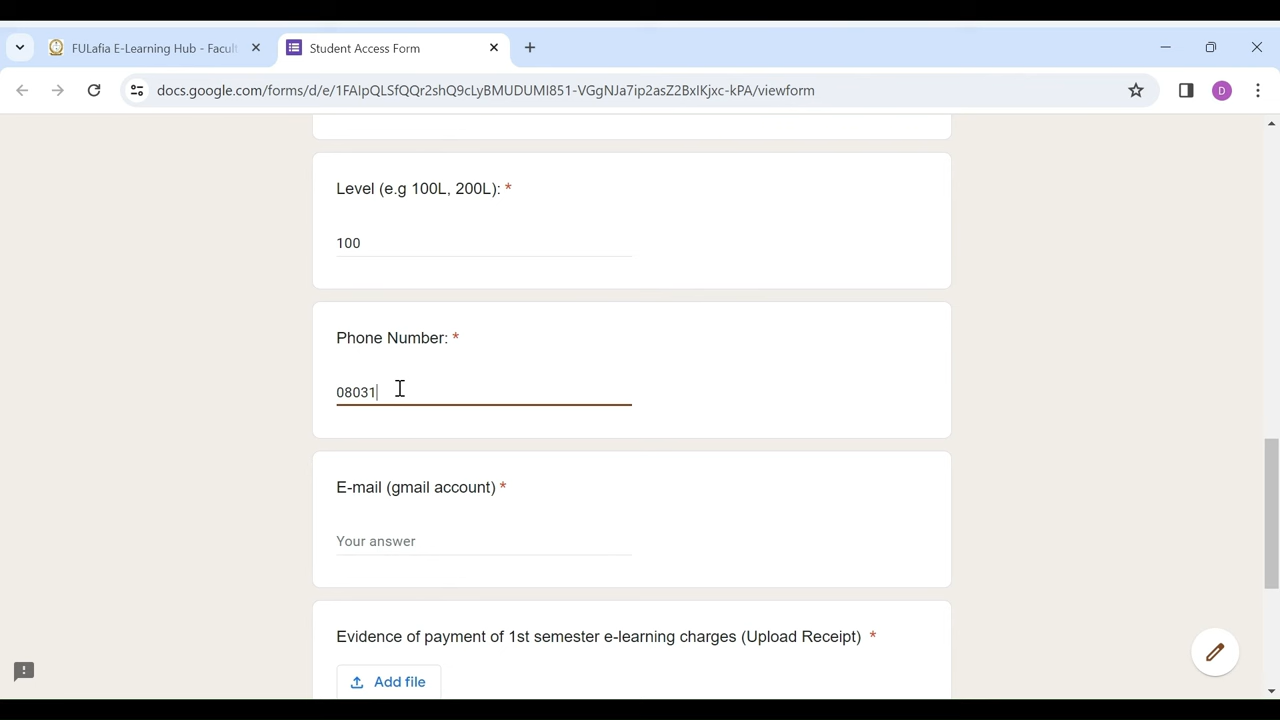 FULafia E-Learning Hub - Facult
Student Access Form
docs.google.com/forms/d/e/1FAIpQLSfQQr2shQ9cLyBMUDUMI851-VGgNJa7ip2asZ2BxlKjxc-kPA/viewform
D
Level (e.g 100L, 200L): *
100
Phone Number: *
08031
E-mail (gmail account) *
Your answer
Evidence of payment of 1st semester e-learning charges (Upload Receipt) *
Add file